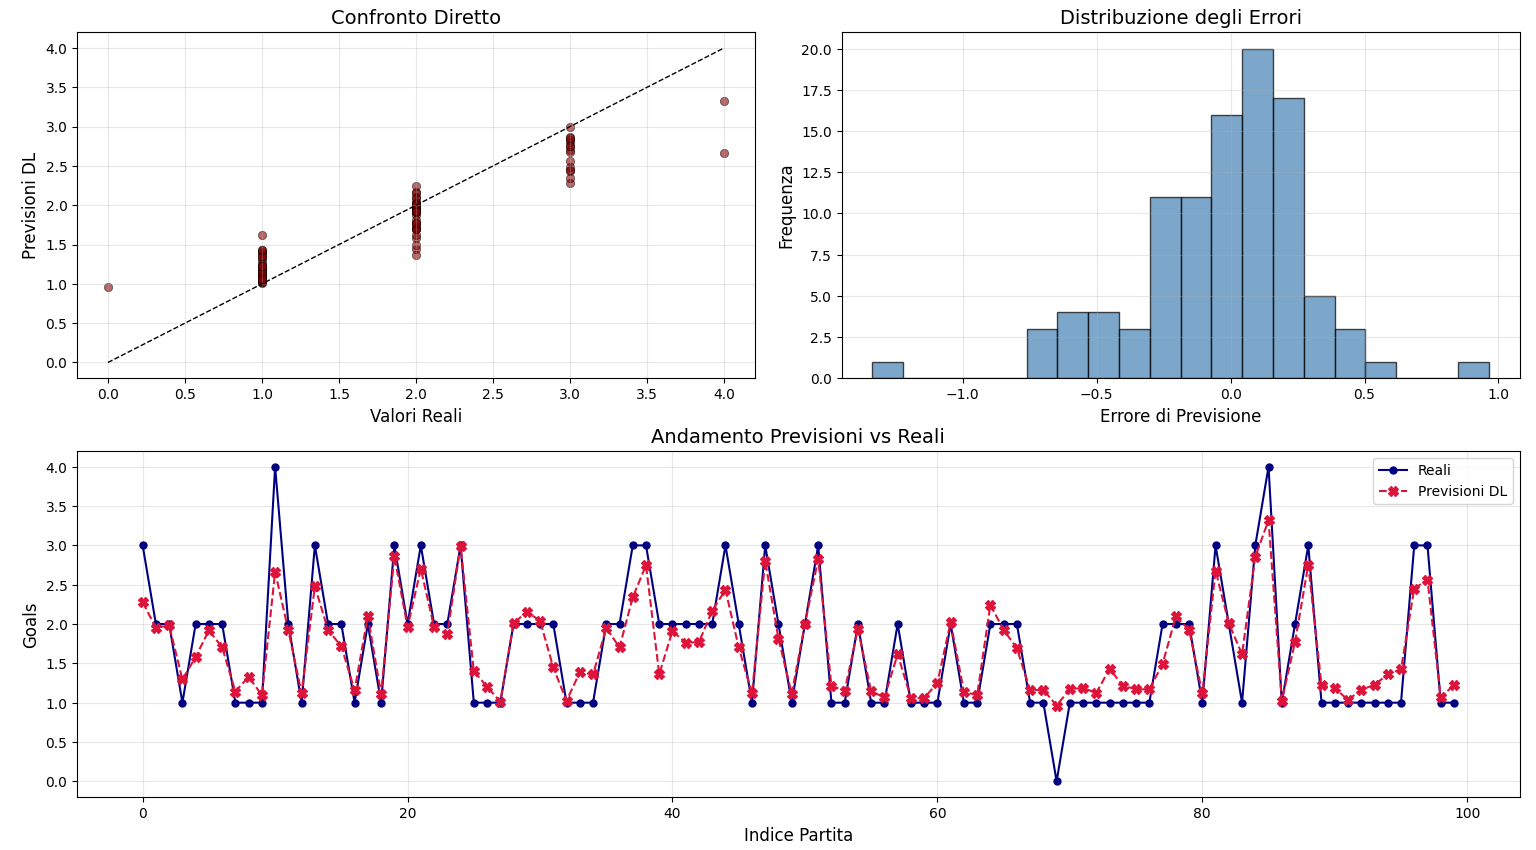 Confronto Diretto
4.0
3.5
3.0
2.5
2.0
1.5
1.0
0.5
0.0
Previsioni DL
0.0 0.5 1.0 1.5 2.0 2.5 3.0 3.5 4.0
Valori Reali
Distribuzione degli Errori
20.0
17.5
15.0
12.5
10.0
7.5
5.0
2.5
0.0
Frequenza
−1.0 −0.5 0.0 0.5 1.0
Errore di Previsione
Andamento Previsioni vs Reali
4.0
3.5
3.0
2.5
2.0
1.5
1.0
0.5
0.0
Goals
Reali
Previsioni DL
0 20 40 60 80 100
Indice Partita